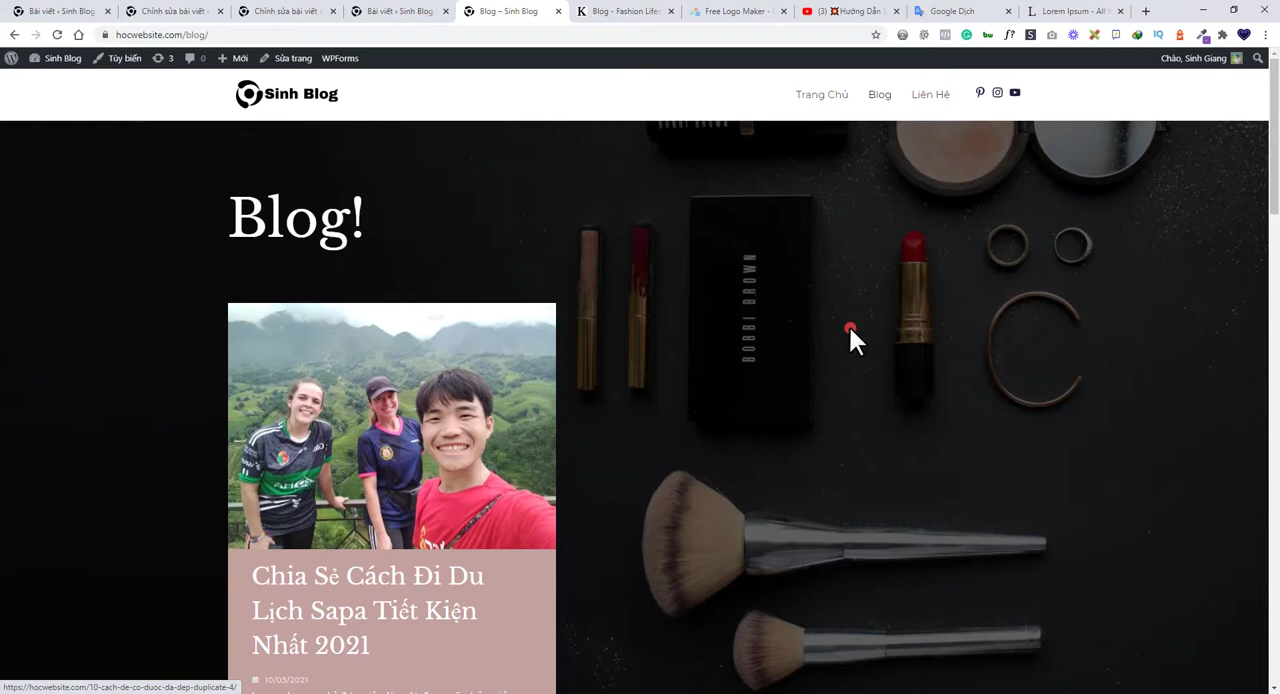 Bài viết ‹ Sinh Blog
Chỉnh sửa bài viết ‹
Chỉnh sửa bài viết ‹
Bài viết ‹ Sinh Blog
Blog – Sinh Blog
Blog - Fashion Lifes
Free Logo Maker -
(3) 💥Hướng Dẫn S
Google Dịch
Lorem Ipsum - All t
hocwebsite.com/blog/
Sinh Blog
Tùy biến
3
0
Mới
Sửa trang
WPForms
Chào, Sinh Giang
Sinh Blog
Trang Chủ
Blog
Liên Hệ
Blog!
BOBBI BROWN
Chia Sẻ Cách Đi Du
Lịch Sapa Tiết Kiện
Nhất 2021
10/03/2021
https://hocwebsite.com/10-cach-de-co-duoc-da-dep-duplicate-4/